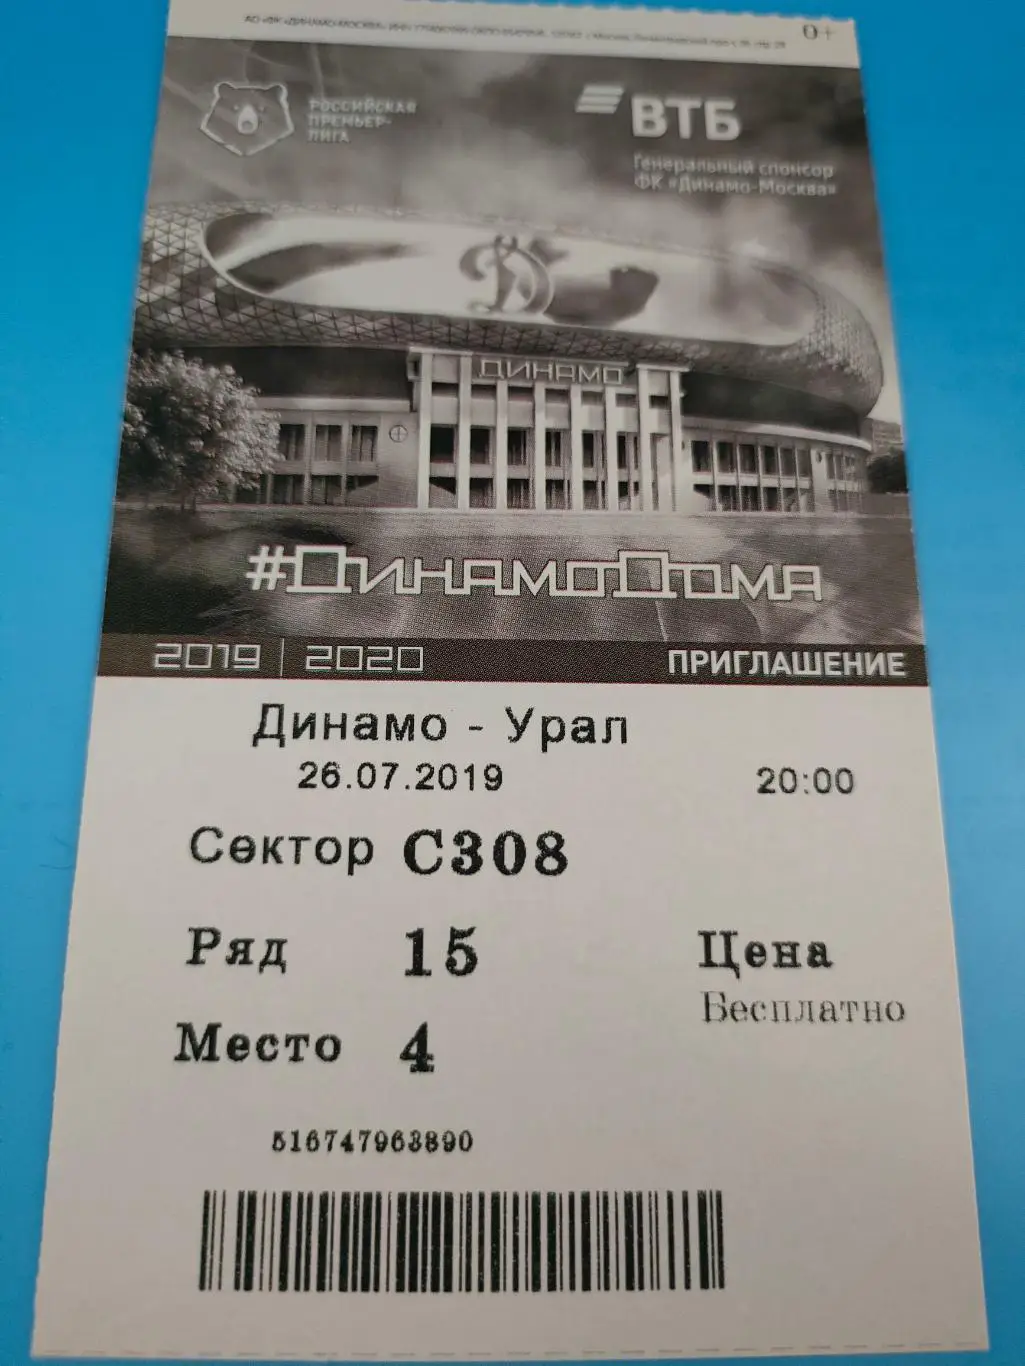 0+
РОССИЙСКАЯ
ПРЕМЬЕР-
ЛИГА
ВТБ
Генеральный спонсор
ФК «Динамо-Москва»
Д
ДИНАМО
#ДинамоДома
2019 | 2020
ПРИГЛАШЕНИЕ
Динамо - Урал
26.07.2019 20:00
Сектор С308
Ряд 15
Цена
Бесплатно
Место 4
516747963890